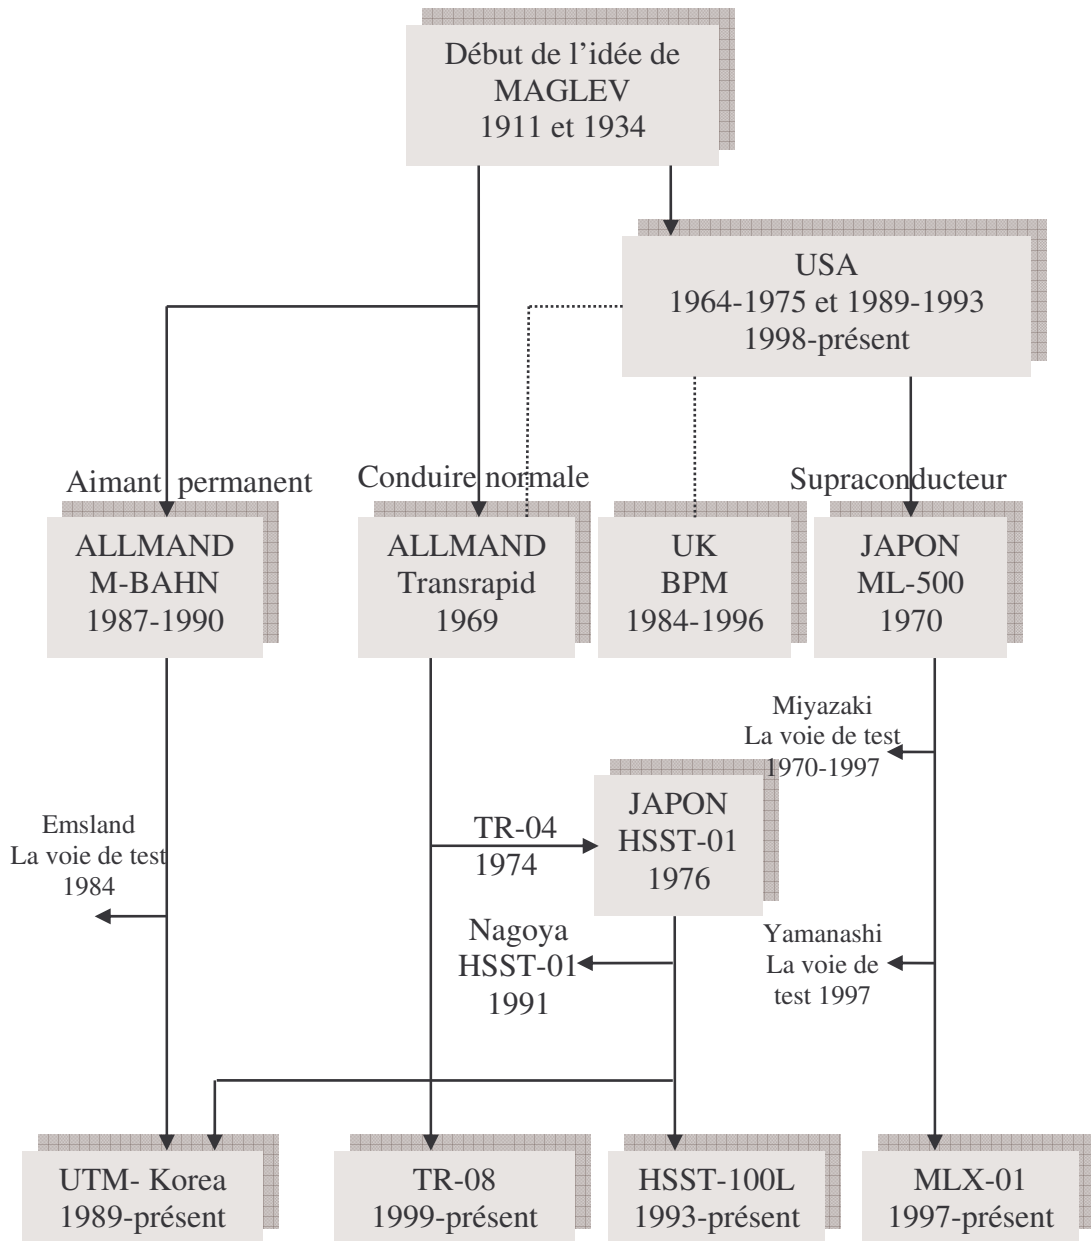 Début de l’idée de
MAGLEV
1911 et 1934
USA
1964-1975 et 1989-1993
1998-présent
Aimant permanent
Conduire normale
Supraconducteur
ALLMAND
M-BAHN
1987-1990
ALLMAND
Transrapid
1969
UK
BPM
1984-1996
JAPON
ML-500
1970
Miyazaki
La voie de test
1970-1997
Emsland
La voie de test
1984
TR-04
1974
JAPON
HSST-01
1976
Nagoya
HSST-01
1991
Yamanashi
La voie de
test 1997
UTM- Korea
1989-présent
TR-08
1999-présent
HSST-100L
1993-présent
MLX-01
1997-présent